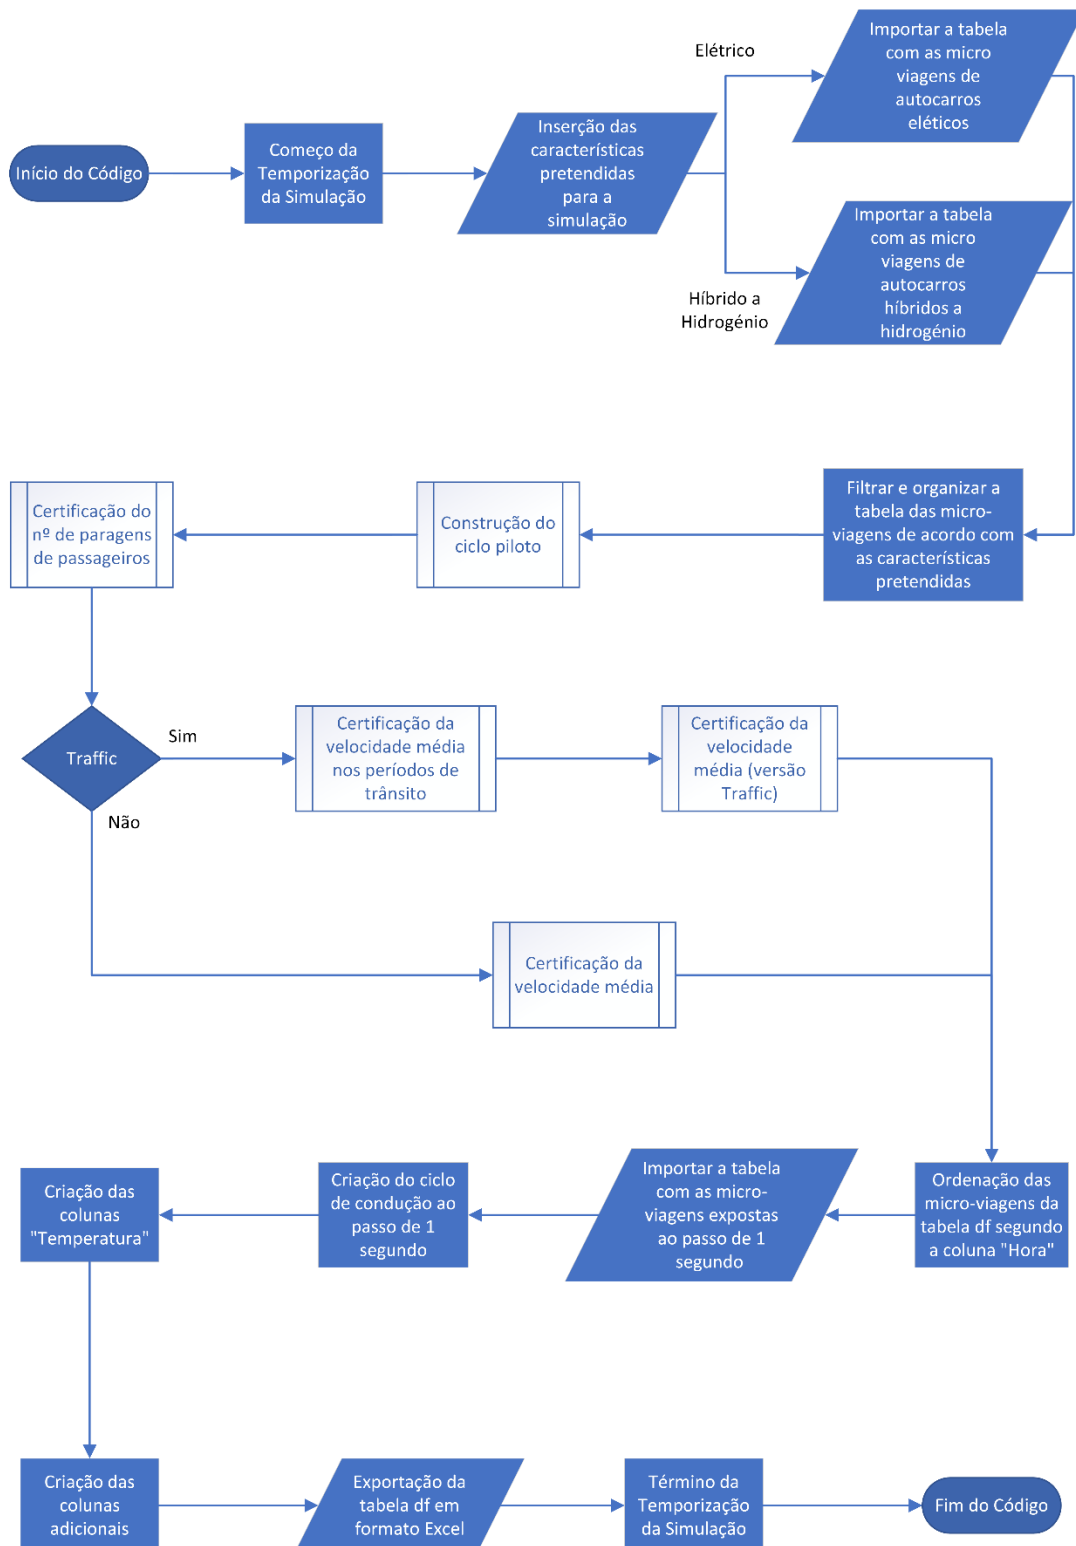 Início do Código
Começo da
Temporização
da Simulação
Inserção das
característicais
pretendidas
para a
simulação
Elétrico
Importar a tabela
com as micro
viagens de
autocarros
eléticos
Híbrido a
Hidrogénio
Importar a tabela
com as micro
viagens de
autocarros
híbridos a
hidrogénio
Filtrar e organizar a
tabela das micro-
viagens de acordo com
as características
pretendidas
Construção do
ciclo piloto
Certificação do
nº de paragens
de passageiros
Traffic
Sim
Não
Certificação da
velocidade média
nos períodos de
trânsito
Certificação da
velocidade
média (versão
Traffic)
Certificação da
velocidade média
Ordenação das
micro-viagens da
tabela df segundo
a coluna "Hora"
Importar a tabela
com as micro-
viagens expostas
ao passo de 1
segundo
Criação do ciclo
de condução ao
passo de 1
segundo
Criação das
colunas
"Temperatura"
Criação das
colunas
adicionais
Exportação da
tabela df em
formato Excel
Término da
Temporização
da Simulação
Fim do Código